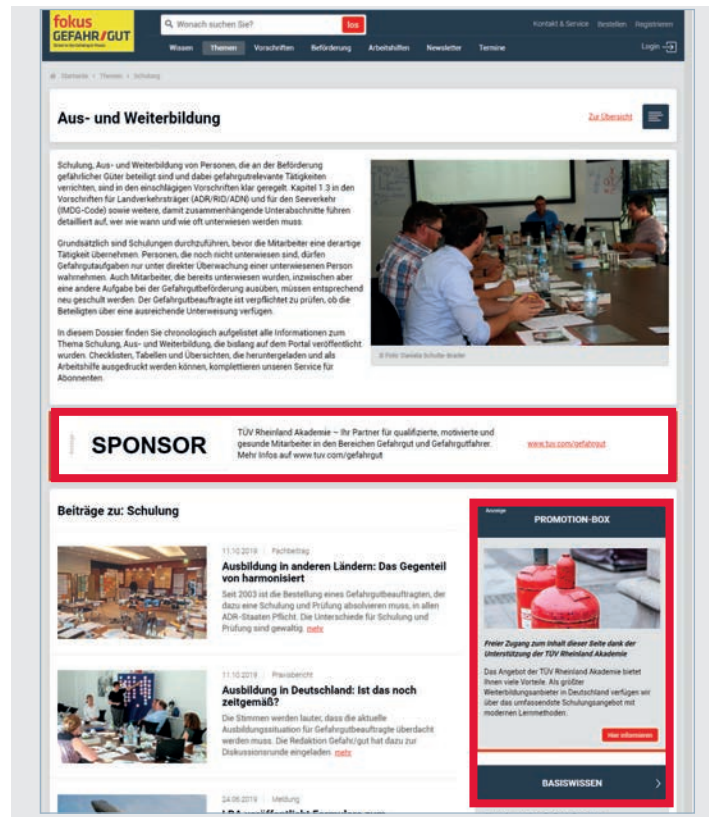 fokus
GEFAHR/GUT
Wonach suchen Sie?
los
Kontakt & Service Bestellen Registrieren
Wissen Themen Vorschriften Beförderung Arbeitshilfen Newsletter Termine
Login
Startseite Themen Schulung
Aus- und Weiterbildung
Zur Übersicht
Schulung, Aus- und Weiterbildung von Personen, die an der Beförderung
gefährlicher Güter beteiligt sind und dabei gefahrgutrelevante Tätigkeiten
verrichten, sind in den einschlägigen Vorschriften klar geregelt. Kapitel 1.3 in den
Vorschriften für Landverkehrsträger (ADR/RID/ADN) und für den Seeverkehr
(IMDG-Code) sowie weitere, damit zusammenhängende Unterabschnitte führen
detailliert auf, wer wie wann und wie oft unterwiesen werden muss.
Grundsätzlich sind Schulungen durchzuführen, bevor die Mitarbeiter eine derartige
Tätigkeit übernehmen. Personen, die noch nicht unterwiesen sind, dürfen
Gefahrgutaufgaben nur unter direkter Überwachung einer unterwiesenen Person
wahrnehmen. Auch Mitarbeiter, die bereits unterwiesen wurden, inzwischen aber
eine andere Aufgabe bei der Gefahrgutbeförderung ausüben, müssen entsprechend
neu geschult werden. Der Gefahrgutbeauftragte ist verpflichtet zu prüfen, ob die
Beteiligten über eine ausreichende Unterweisung verfügen.
In diesem Dossier finden Sie chronologisch aufgelistet alle Informationen zum
Thema Schulung, Aus- und Weiterbildung, die bislang auf dem Portal veröffentlicht
wurden. Checklisten, Tabellen und Übersichten, die heruntergeladen und als
Arbeitshilfe ausgedruckt werden können, komplettieren unseren Service für
Abonnenten.
© Foto: Daniela Schulte-Brader
Anzeige
SPONSOR
TÜV Rheinland Akademie – Ihr Partner für qualifizierte, motivierte und
gesunde Mitarbeiter in den Bereichen Gefahrgut und Gefahrgutfahrer.
Mehr Infos auf www.tuv.com/gefahrgut
www.tuv.com/gefahrgut
Beiträge zu: Schulung
11.10.2019 Fachbeitrag
Ausbildung in anderen Ländern: Das Gegenteil
von harmonisiert
Seit 2003 ist die Bestellung eines Gefahrgutbeauftragten, der
dazu eine Schulung und Prüfung absolvieren muss, in allen
ADR-Staaten Pflicht. Die Unterschiede für Schulung und
Prüfung sind gewaltig. mehr
11.10.2019 Praxisbericht
Ausbildung in Deutschland: Ist das noch
zeitgemäß?
Die Stimmen werden lauter, dass die aktuelle
Ausbildungssituation für Gefahrgutbeauftragte überdacht
werden muss. Die Redaktion Gefahr/gut hat dazu zur
Diskussionsrunde eingeladen. mehr
24.06.2019 Meldung
Anzeige
PROMOTION-BOX
Freier Zugang zum Inhalt dieser Seite dank der
Unterstützung der TÜV Rheinland Akademie
Das Angebot der TÜV Rheinland Akademie bietet
Ihnen viele Vorteile. Als größter
Weiterbildungsanbieter in Deutschland verfügen wir
über das umfassendste Schulungsangebot mit
modernen Lernmethoden.
Hier informieren
BASISWISSEN